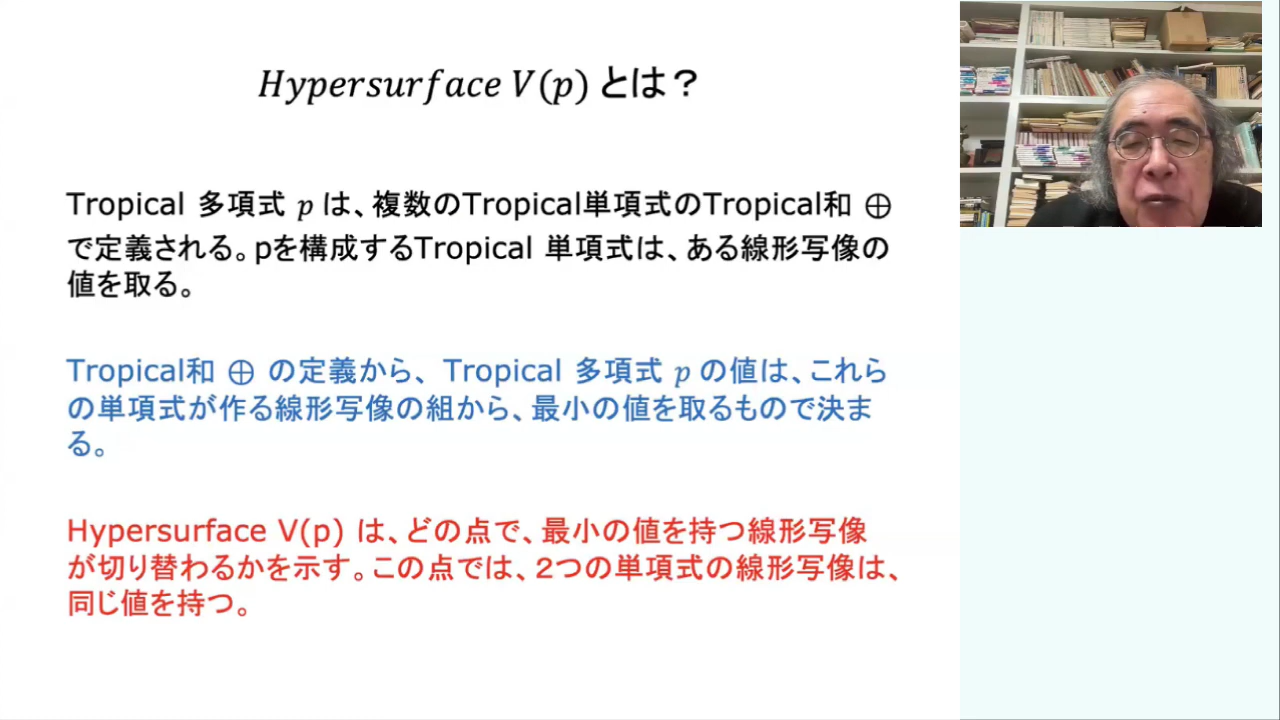 Hypersurface V(p) とは？
Tropical 多項式 p は、複数のTropical単項式のTropical和 ⊕
で定義される。pを構成するTropical 単項式は、ある線形写像の
値を取る。
Tropical和 ⊕ の定義から、 Tropical 多項式 p の値は、これら
の単項式が作る線形写像の組から、最小の値を取るもので決ま
る。
Hypersurface V(p) は、どの点で、最小の値を持つ線形写像
が切り替わるかを示す。この点では、２つの単項式の線形写像は、
同じ値を持つ。